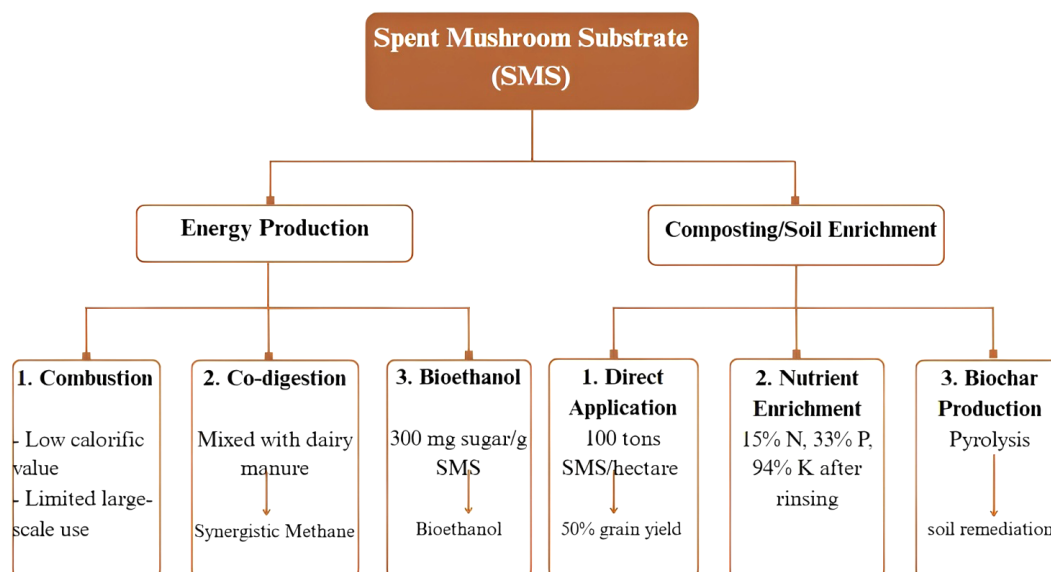 Spent Mushroom Substrate
(SMS)
Energy Production
Composting/Soil Enrichment
1. Combustion
- Low calorific
value
- Limited large-
scale use
2. Co-digestion
Mixed with dairy
manure
Synergistic Methane
3. Bioethanol
300 mg sugar/g
SMS
Bioethanol
1. Direct
Application
100 tons
SMS/hectare
50% grain yield
2. Nutrient
Enrichment
15% N, 33% P,
94% K after
rinsing
3. Biochar
Production
Pyrolysis
soil remediation